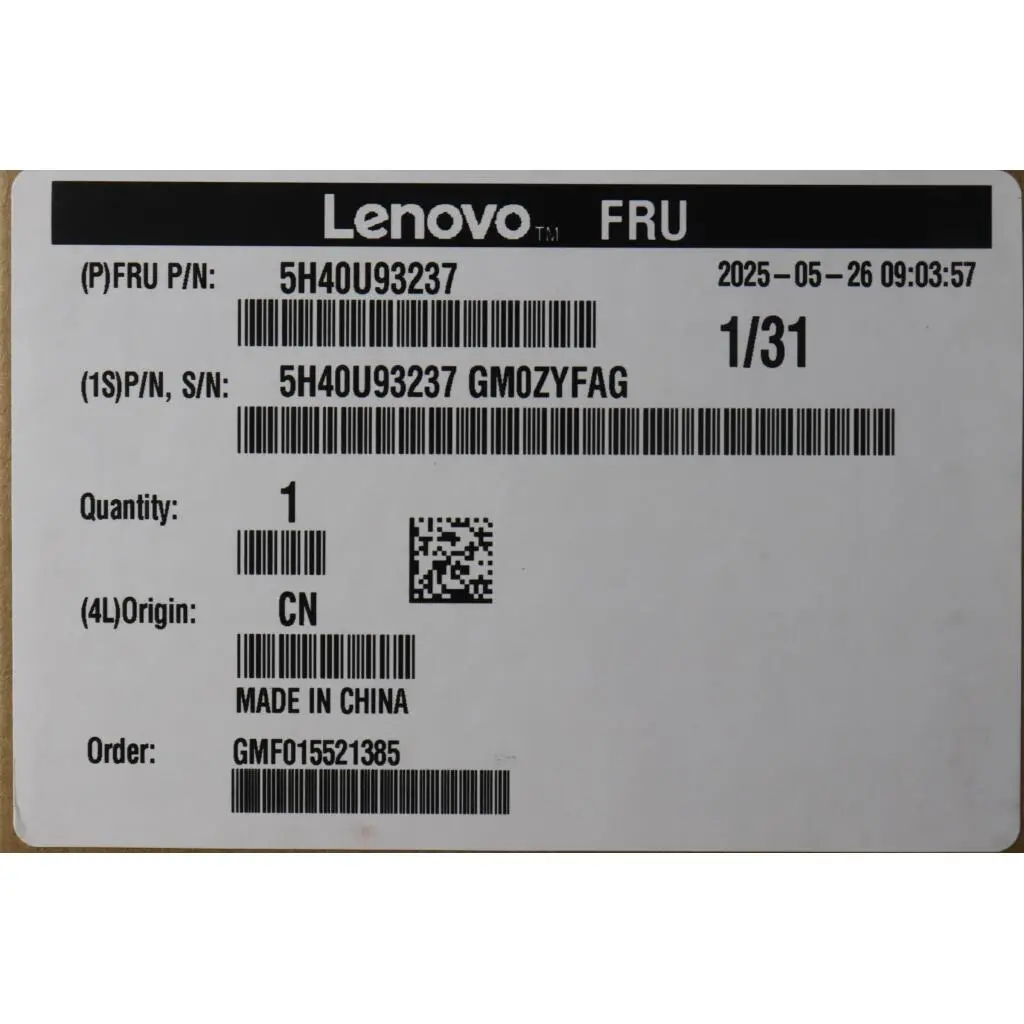 Lenovo™ FRU
(P)FRU P/N: 5H40U93237 2025-05-26 09:03:57
1/31
(1S)P/N, S/N: 5H40U93237 GM0ZYFAG
Quantity: 1
(4L)Origin: CN
MADE IN CHINA
Order: GMF015521385